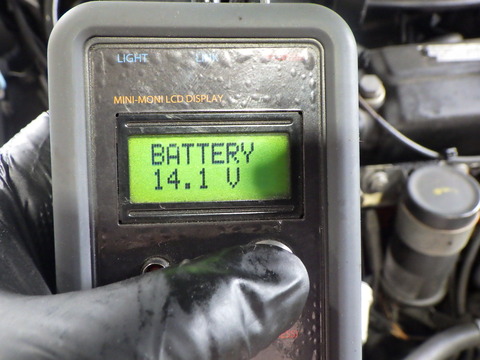 LIGHT LINK
MINI-MONI LCD DISPLAY
BATTERY
14.1 V